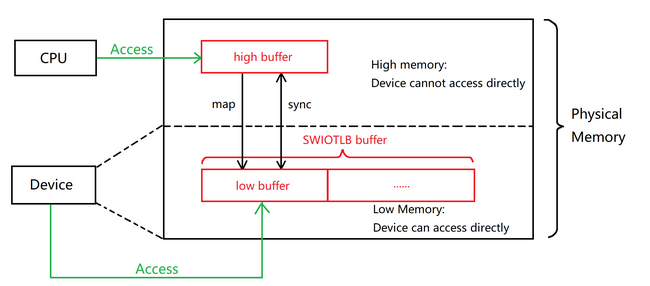 CPU
Access
high buffer
High memory:
Device cannot access directly
map
sync
Physical
Memory
SWIOTLB buffer
Device
low buffer
......
Low Memory:
Device can access directly
Access